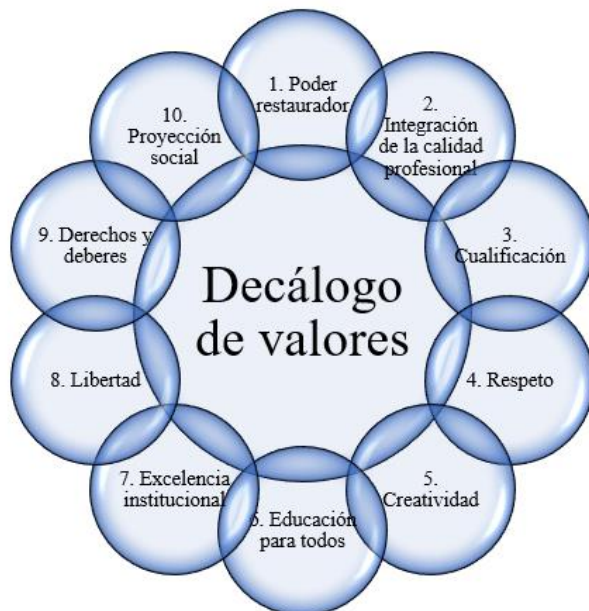 1. Poder
restaurador
2.
Integración
de la calidad
profesional
3.
Cualificación
4. Respeto
5.
Creatividad
6. Educación
para todos
7. Excelencia
institucional
8. Libertad
9. Derechos y
deberes
10.
Proyección
social
Decálogo
de valores